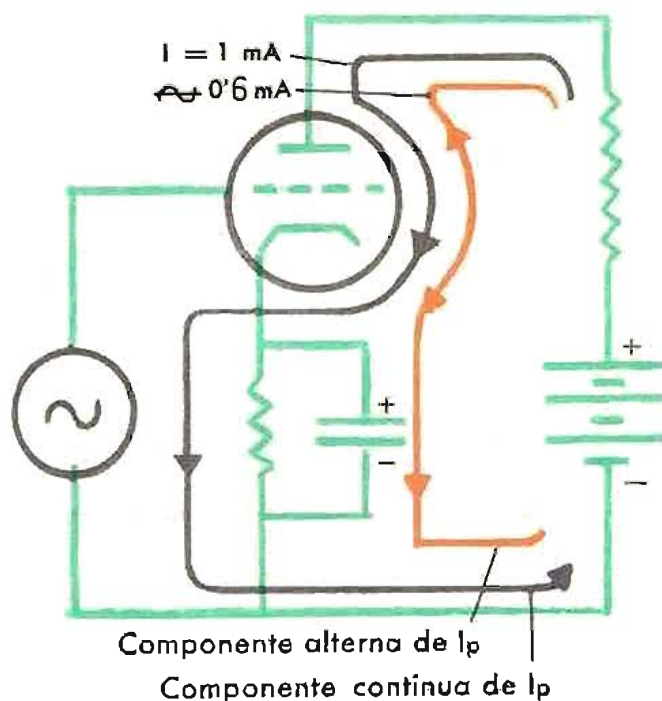 I = 1 mA
∿ 0'6 mA
+
−
+
−
Componente alterna de Ip
Componente continua de Ip